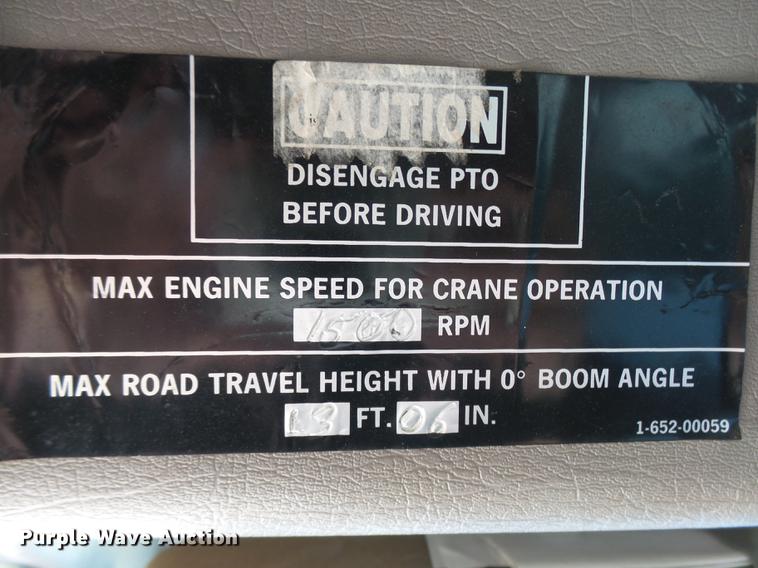 CAUTION
DISENGAGE PTO
BEFORE DRIVING
MAX ENGINE SPEED FOR CRANE OPERATION
1500 RPM
MAX ROAD TRAVEL HEIGHT WITH 0° BOOM ANGLE
13 FT. 06 IN.
1-652-00059
Purple Wave Auction